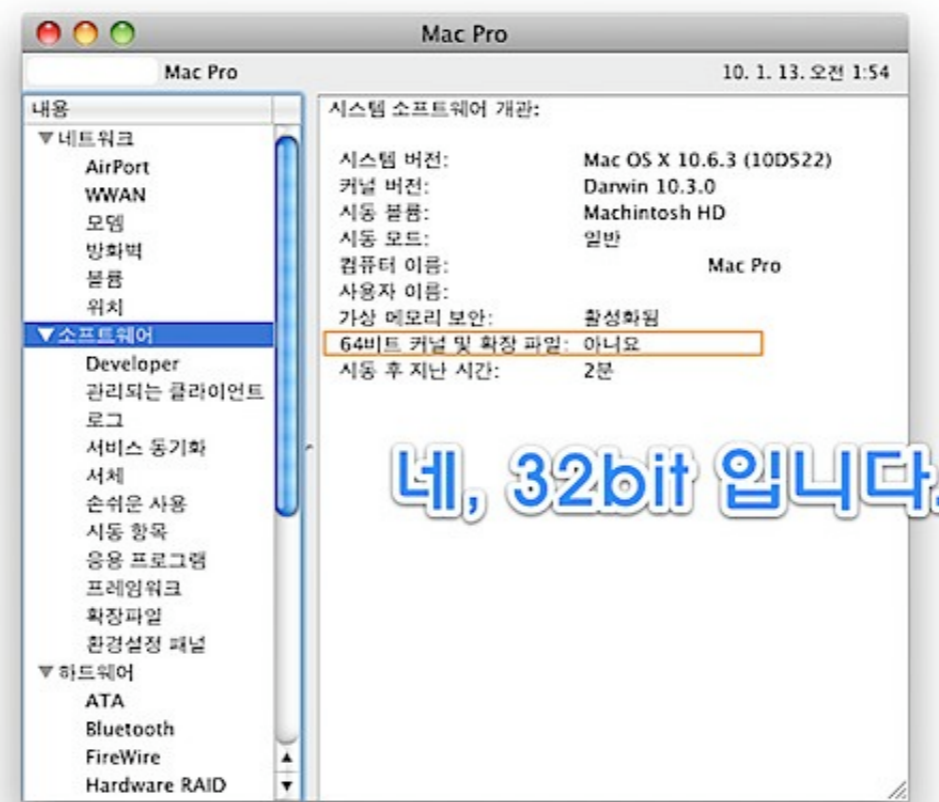 Mac Pro
Mac Pro
10. 1. 13. 오전 1:54
내용
▼네트워크
AirPort
WWAN
모뎀
방화벽
볼륨
위치
▼소프트웨어
Developer
관리되는 클라이언트
로그
서비스 동기화
서체
손쉬운 사용
시동 항목
응용 프로그램
프레임워크
확장파일
환경설정 패널
▼하드웨어
ATA
Bluetooth
FireWire
Hardware RAID
시스템 소프트웨어 개관:
시스템 버전: Mac OS X 10.6.3 (10D522)
커널 버전: Darwin 10.3.0
시동 볼륨: Machintosh HD
시동 모드: 일반
컴퓨터 이름: Mac Pro
사용자 이름:
가상 메모리 보안: 활성화됨
64비트 커널 및 확장 파일: 아니요
시동 후 지난 시간: 2분
네, 32bit 입니다.